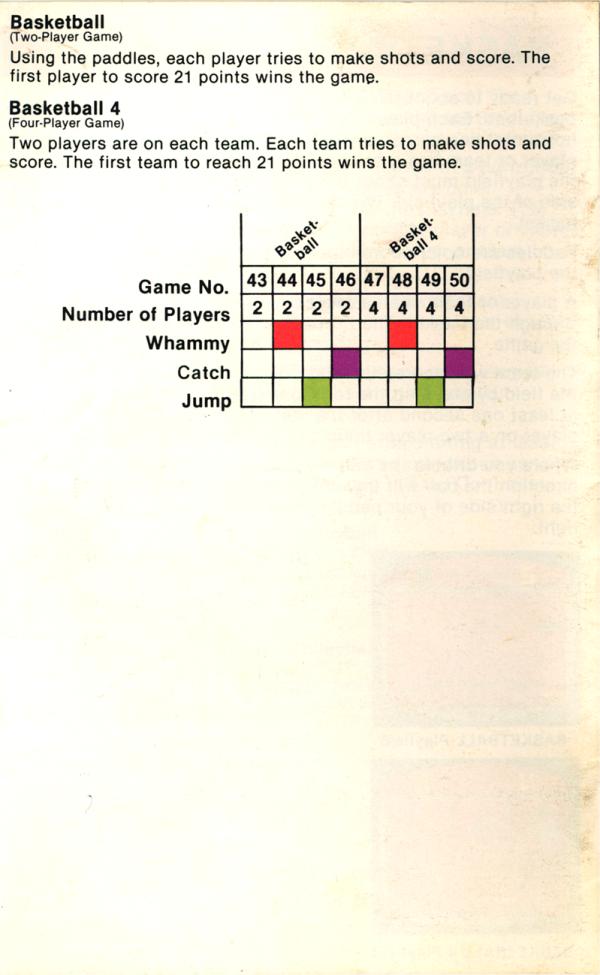 Basketball
(Two-Player Game)
Using the paddles, each player tries to make shots and score. The
first player to score 21 points wins the game.
Basketball 4
(Four-Player Game)
Two players are on each team. Each team tries to make shots and
score. The first team to reach 21 points wins the game.
Basket-
ball
Basket-
ball 4
Game No. 43 44 45 46 47 48 49 50
Number of Players 2 2 2 2 4 4 4 4
Whammy
Catch
Jump